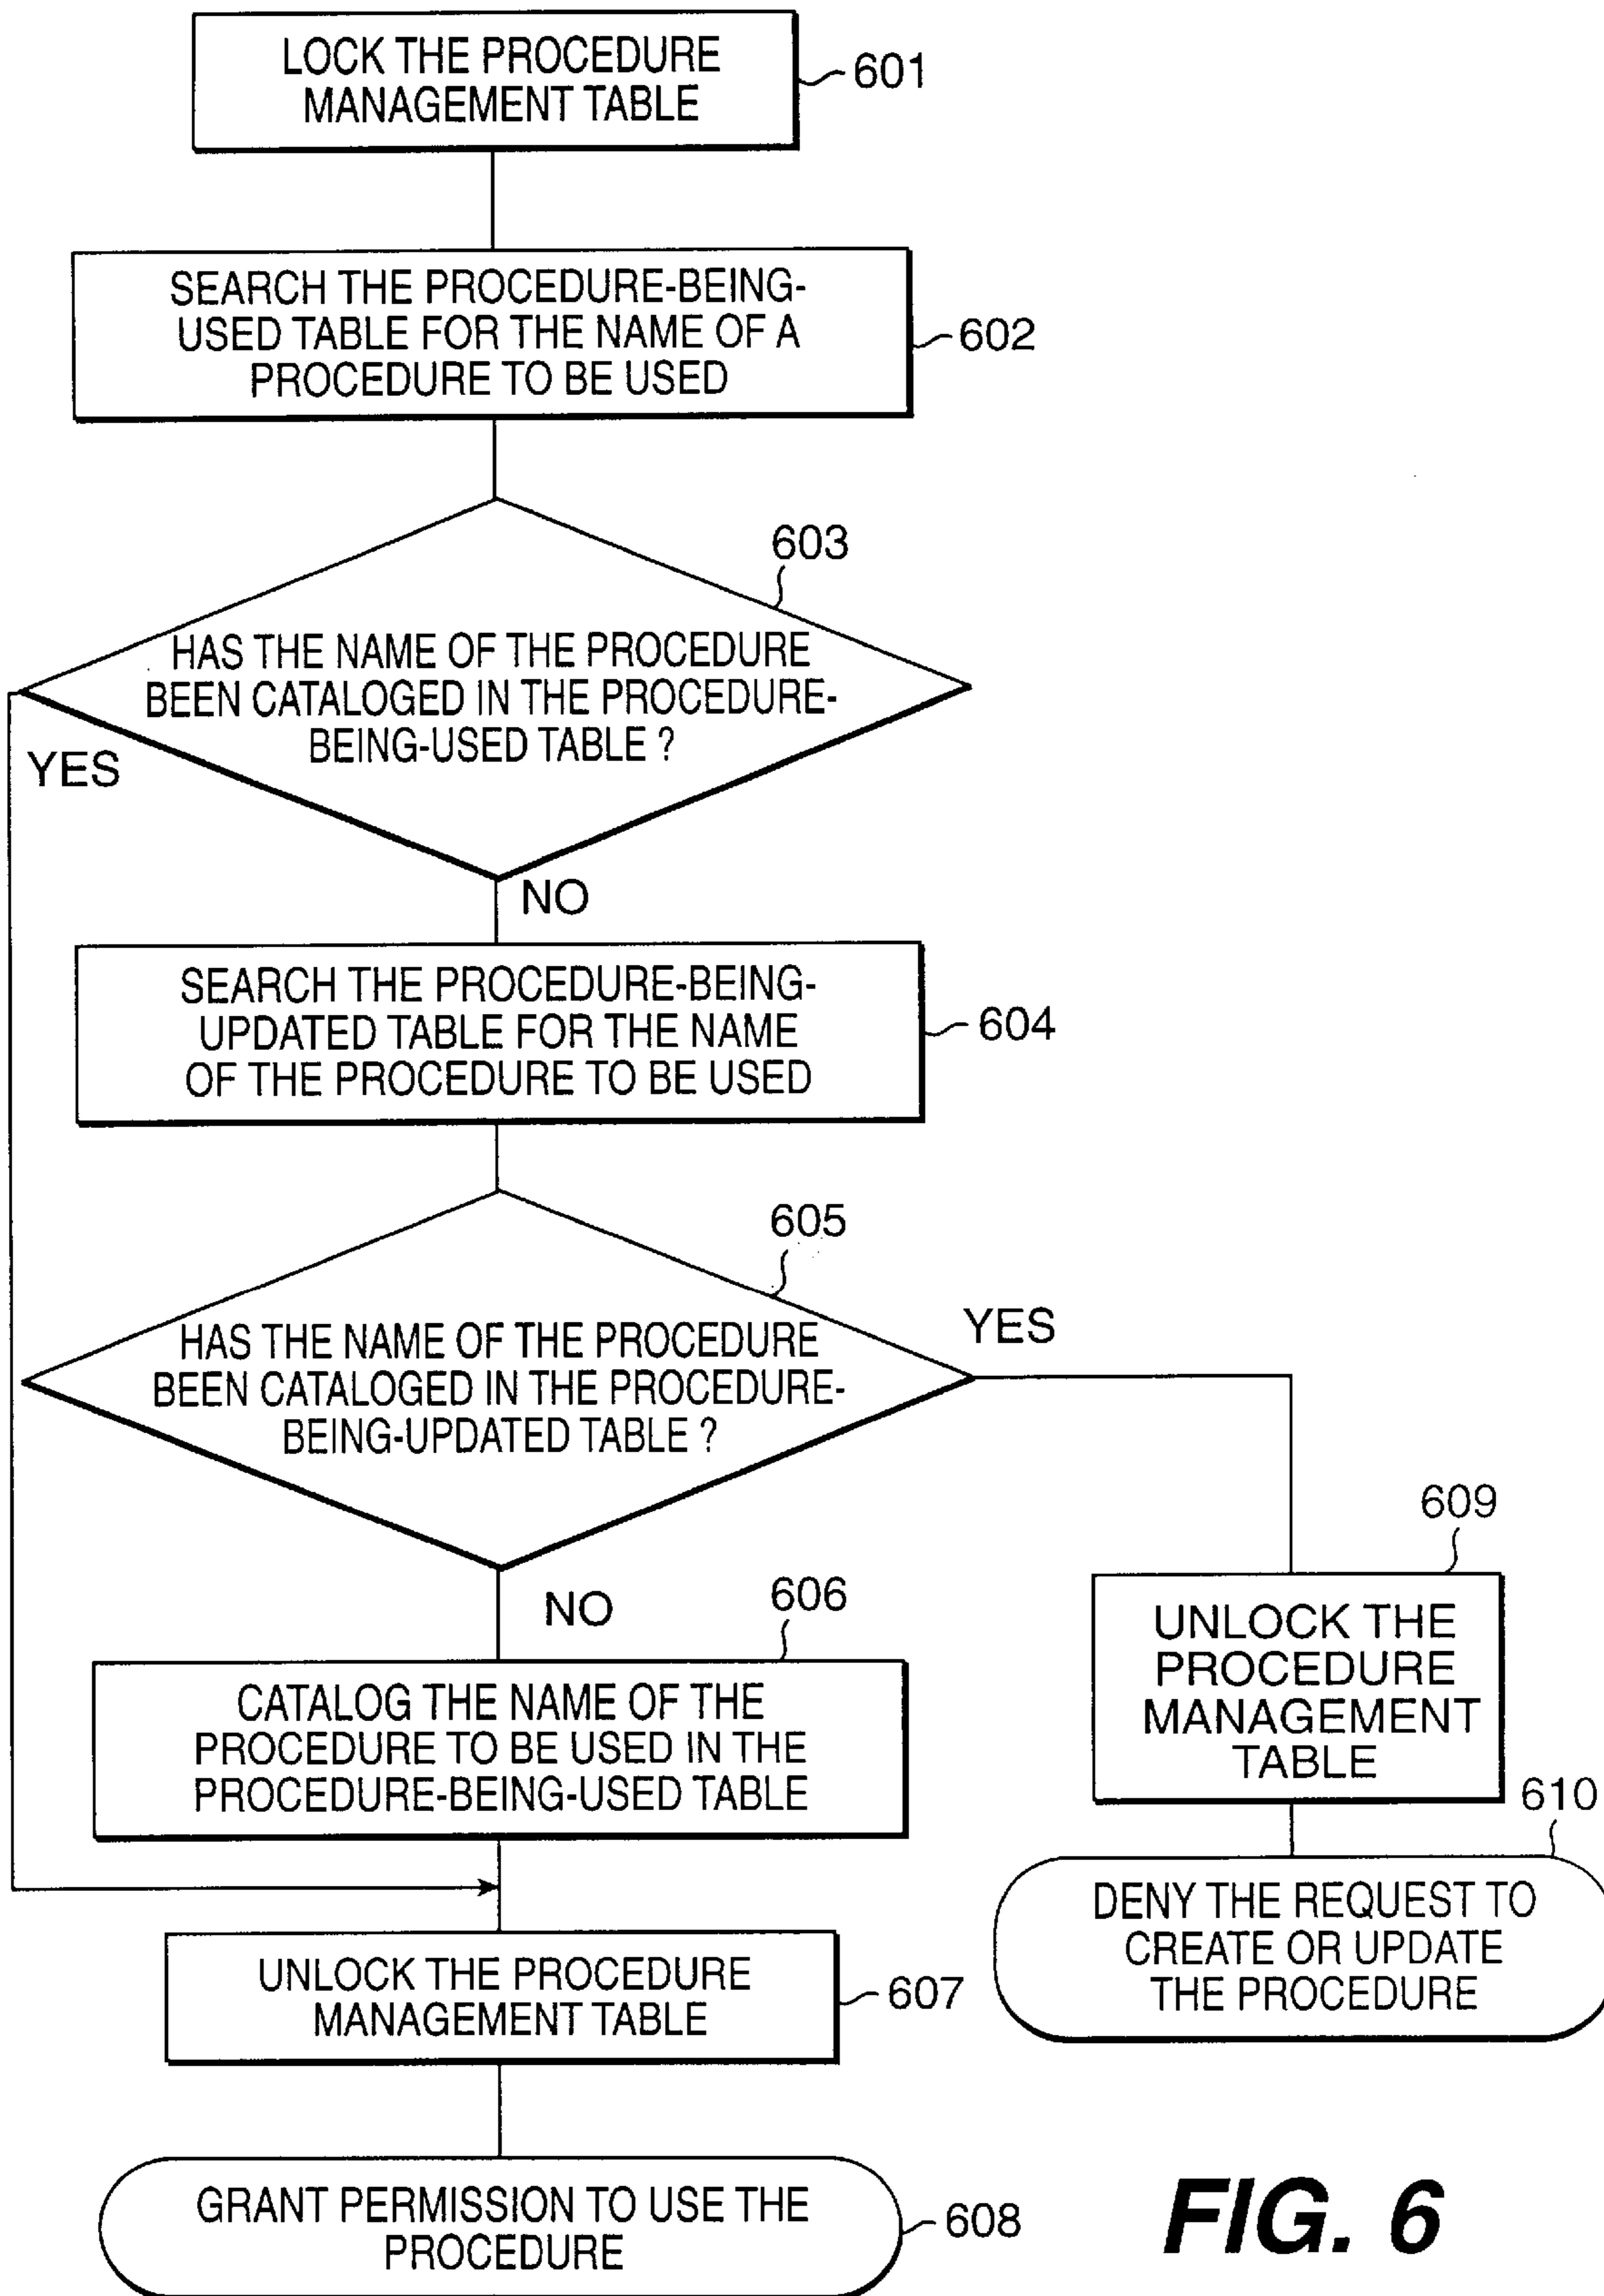 LOCK THE PROCEDURE
MANAGEMENT TABLE
601
SEARCH THE PROCEDURE-BEING-
USED TABLE FOR THE NAME OF A
PROCEDURE TO BE USED
602
603
HAS THE NAME OF THE PROCEDURE
BEEN CATALOGED IN THE PROCEDURE-
BEING-USED TABLE ?
YES
NO
SEARCH THE PROCEDURE-BEING-
UPDATED TABLE FOR THE NAME
OF THE PROCEDURE TO BE USED
604
605
HAS THE NAME OF THE PROCEDURE
BEEN CATALOGED IN THE PROCEDURE-
BEING-UPDATED TABLE ?
YES
NO
606
CATALOG THE NAME OF THE
PROCEDURE TO BE USED IN THE
PROCEDURE-BEING-USED TABLE
609
UNLOCK THE
PROCEDURE
MANAGEMENT
TABLE
610
DENY THE REQUEST TO
CREATE OR UPDATE
THE PROCEDURE
UNLOCK THE PROCEDURE
MANAGEMENT TABLE
607
GRANT PERMISSION TO USE THE
PROCEDURE
608
FIG. 6